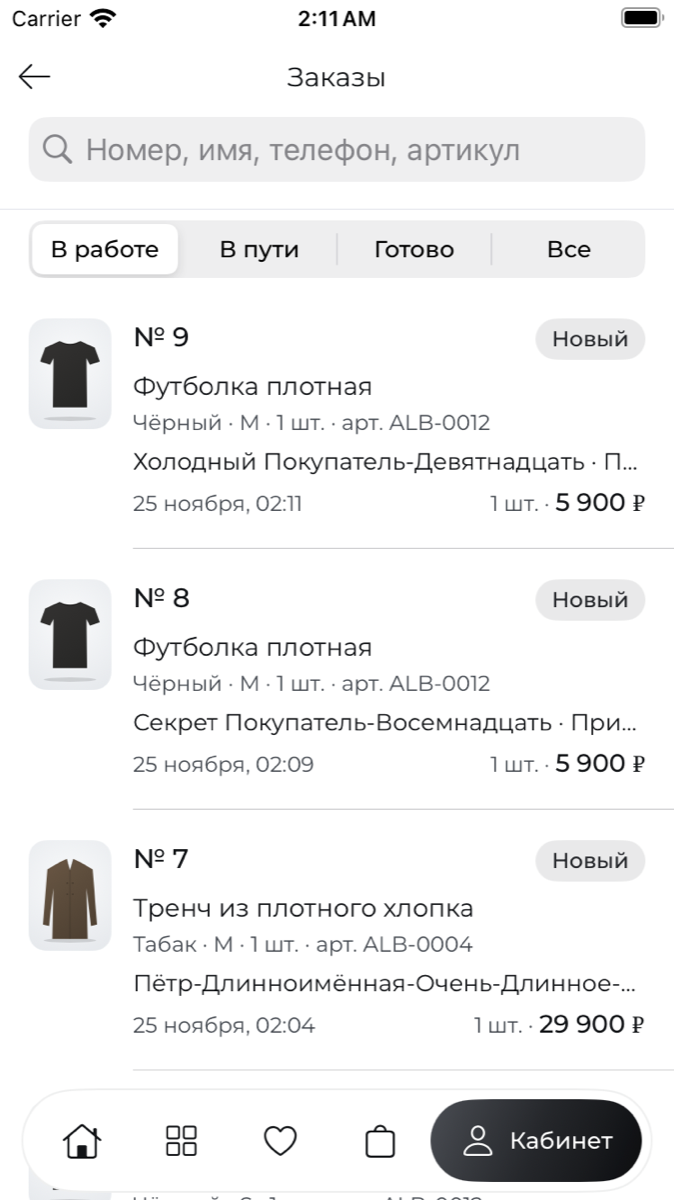 Carrier 2:11 AM
Заказы
Номер, имя, телефон, артикул
В работе В пути Готово Все
№ 9 Новый
Футболка плотная
Чёрный · M · 1 шт. · арт. ALB-0012
Холодный Покупатель-Девятнадцать · П...
25 ноября, 02:11 1 шт. · 5 900 ₽
№ 8 Новый
Футболка плотная
Чёрный · M · 1 шт. · арт. ALB-0012
Секрет Покупатель-Восемнадцать · При...
25 ноября, 02:09 1 шт. · 5 900 ₽
№ 7 Новый
Тренч из плотного хлопка
Табак · M · 1 шт. · арт. ALB-0004
Пётр-Длинноимённая-Очень-Длинное-...
25 ноября, 02:04 1 шт. · 29 900 ₽
Кабинет